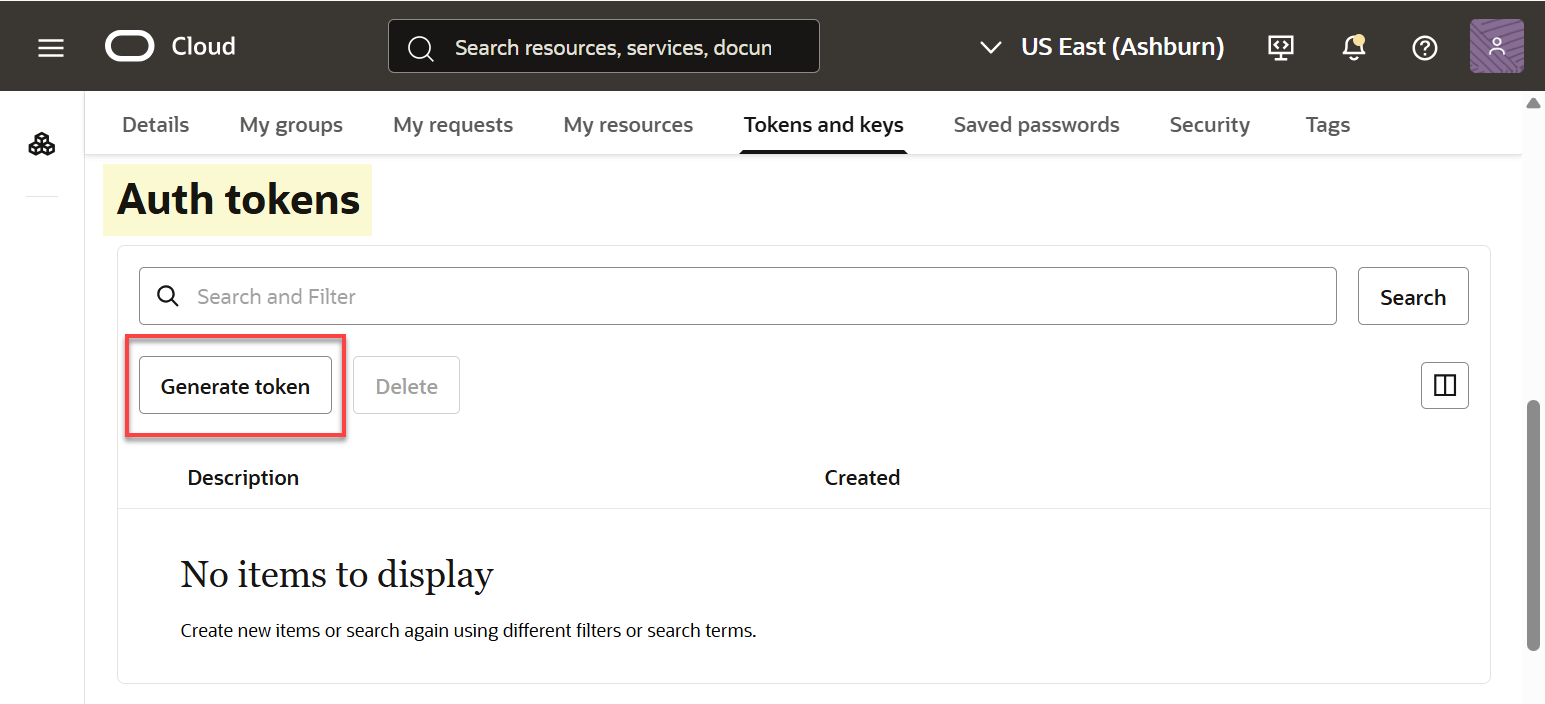 Cloud
Search resources, services, docun
US East (Ashburn)
Details My groups My requests My resources Tokens and keys Saved passwords Security Tags
Auth tokens
Search and Filter
Search
Generate token
Delete
Description Created
No items to display
Create new items or search again using different filters or search terms.